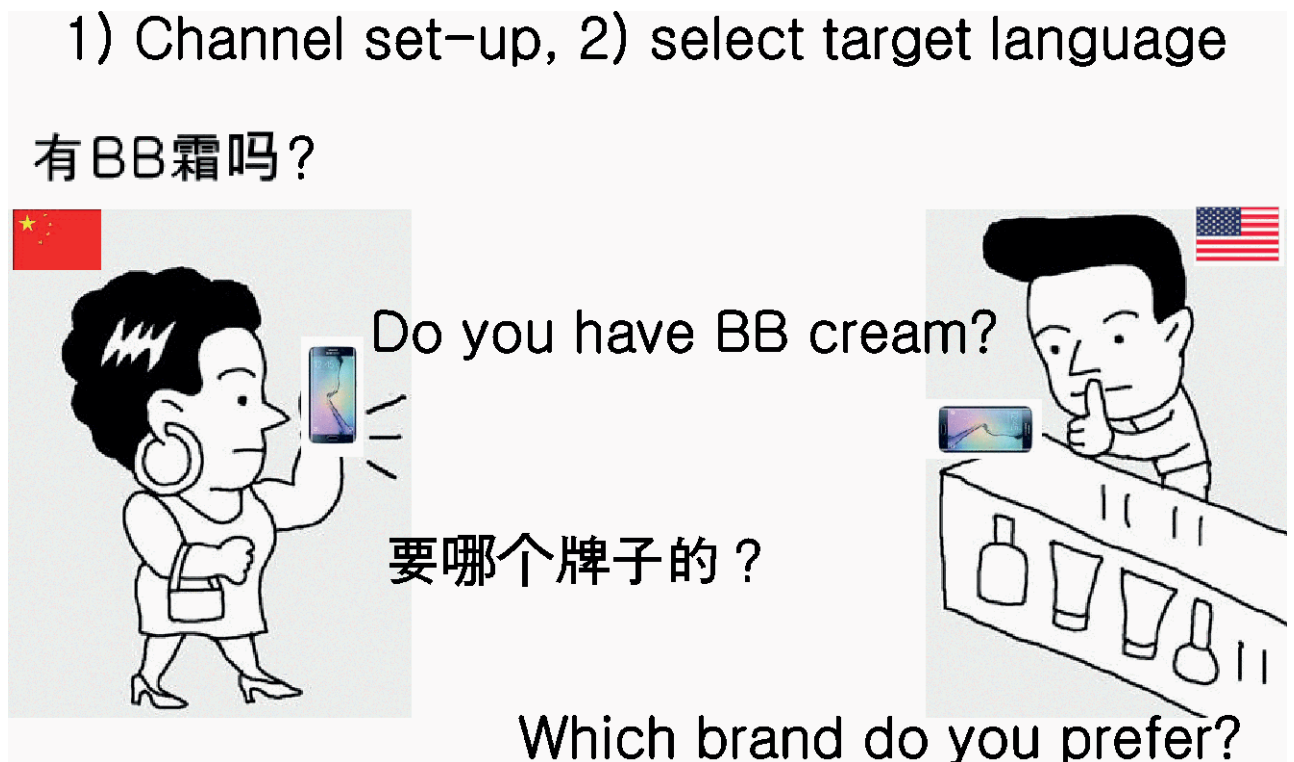 1) Channel set-up, 2) select target language
有BB霜吗?
Do you have BB cream?
要哪个牌子的?
Which brand do you prefer?